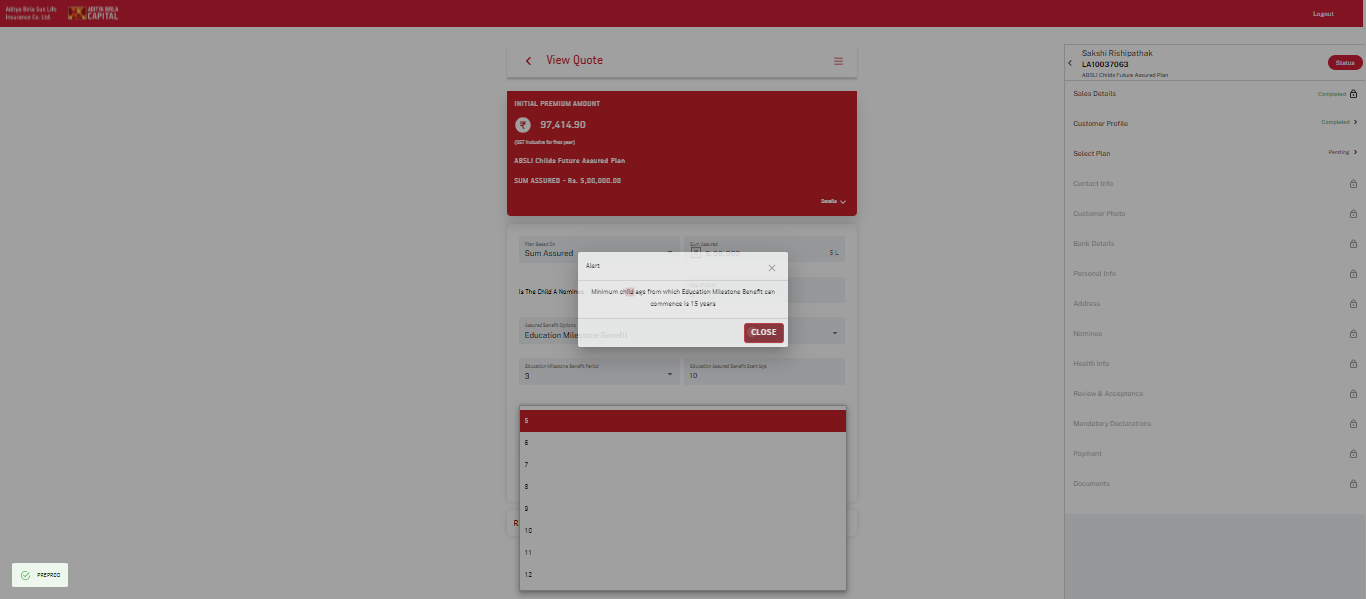 Aditya Birla Sun Life
Insurance Co. Ltd.
ADITYA BIRLA
CAPITAL
Logout
View Quote
INITIAL PREMIUM AMOUNT
₹ 97,414.90
(GST Inclusive for first year)
ABSLI Childs Future Assured Plan
SUM ASSURED - Rs. 5,00,000.00
Details
Plan Based On
Sum Assured
Sum Assured
₹ 5,00,000
5 L
Is The Child A Nomine
Assured Benefit Options
Education Milestone Benefit
Education Milestone Benefit Period
3
Education Assured Benefit Start Age
10
Alert
Minimum child age from which Education Milestone Benefit can
commence is 15 years
CLOSE
5
6
7
8
9
10
11
12
R
PREPROD
Sakshi Rishipathak
LA10037063
ABSLI Childs Future Assured Plan
Status
Sales Details
Completed
Customer Profile
Completed
Select Plan
Pending
Contact Info
Customer Photo
Bank Details
Personal Info
Address
Nominee
Health Info
Review & Acceptance
Mandatory Declarations
Payment
Documents